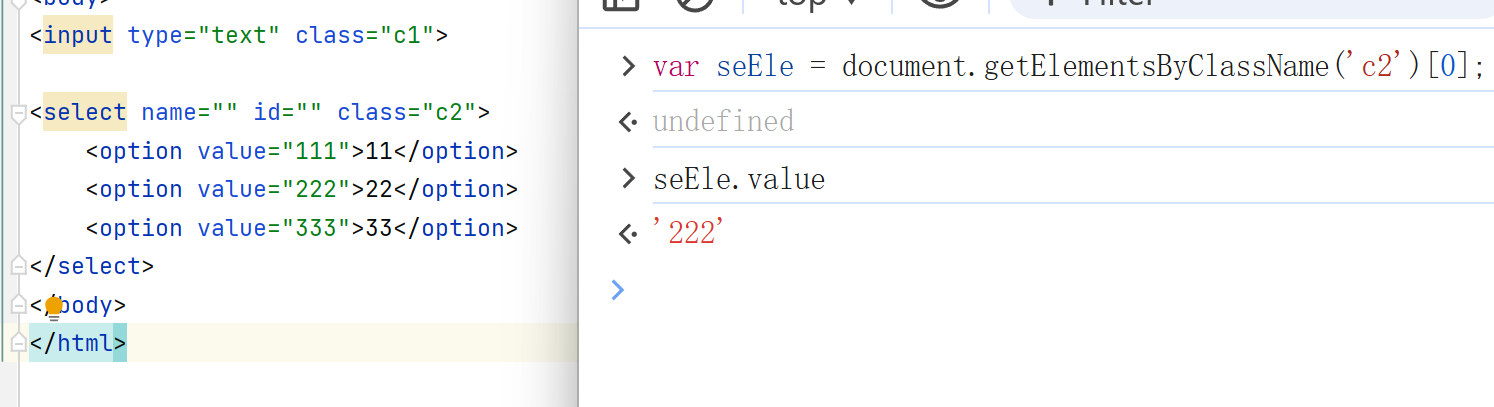 <body>
<input type="text" class="c1">
<select name="" id="" class="c2">
<option value="111">11</option>
<option value="222">22</option>
<option value="333">33</option>
</select>
</body>
</html>
top
Filter
var seEle = document.getElementsByClassName('c2')[0];
undefined
seEle.value
'222'